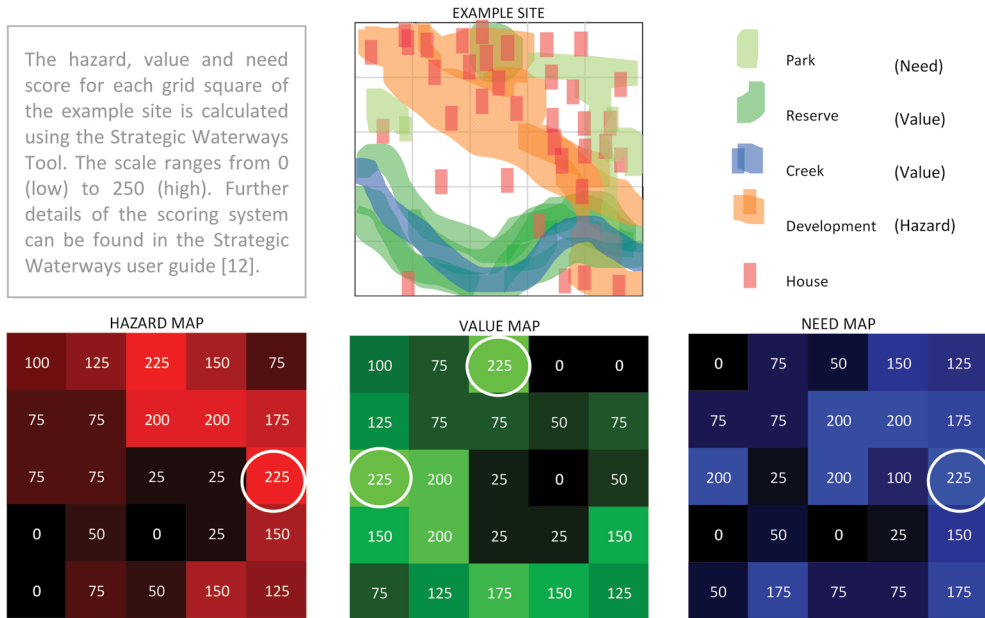 The hazard, value and need
score for each grid square of
the example site is calculated
using the Strategic Waterways
Tool. The scale ranges from 0
(low) to 250 (high). Further
details of the scoring system
can be found in the Strategic
Waterways user guide [12].
EXAMPLE SITE
Park (Need)
Reserve (Value)
Creek (Value)
Development (Hazard)
House
HAZARD MAP
100 125 225 150 75
75 75 200 200 175
75 75 25 25 225
0 50 0 25 150
0 75 50 150 125
VALUE MAP
100 75 225 0 0
125 75 75 50 75
225 200 25 0 50
150 200 25 25 150
75 125 175 150 125
NEED MAP
0 75 50 150 125
75 75 200 200 175
200 25 200 100 225
0 50 0 25 150
50 175 75 75 175